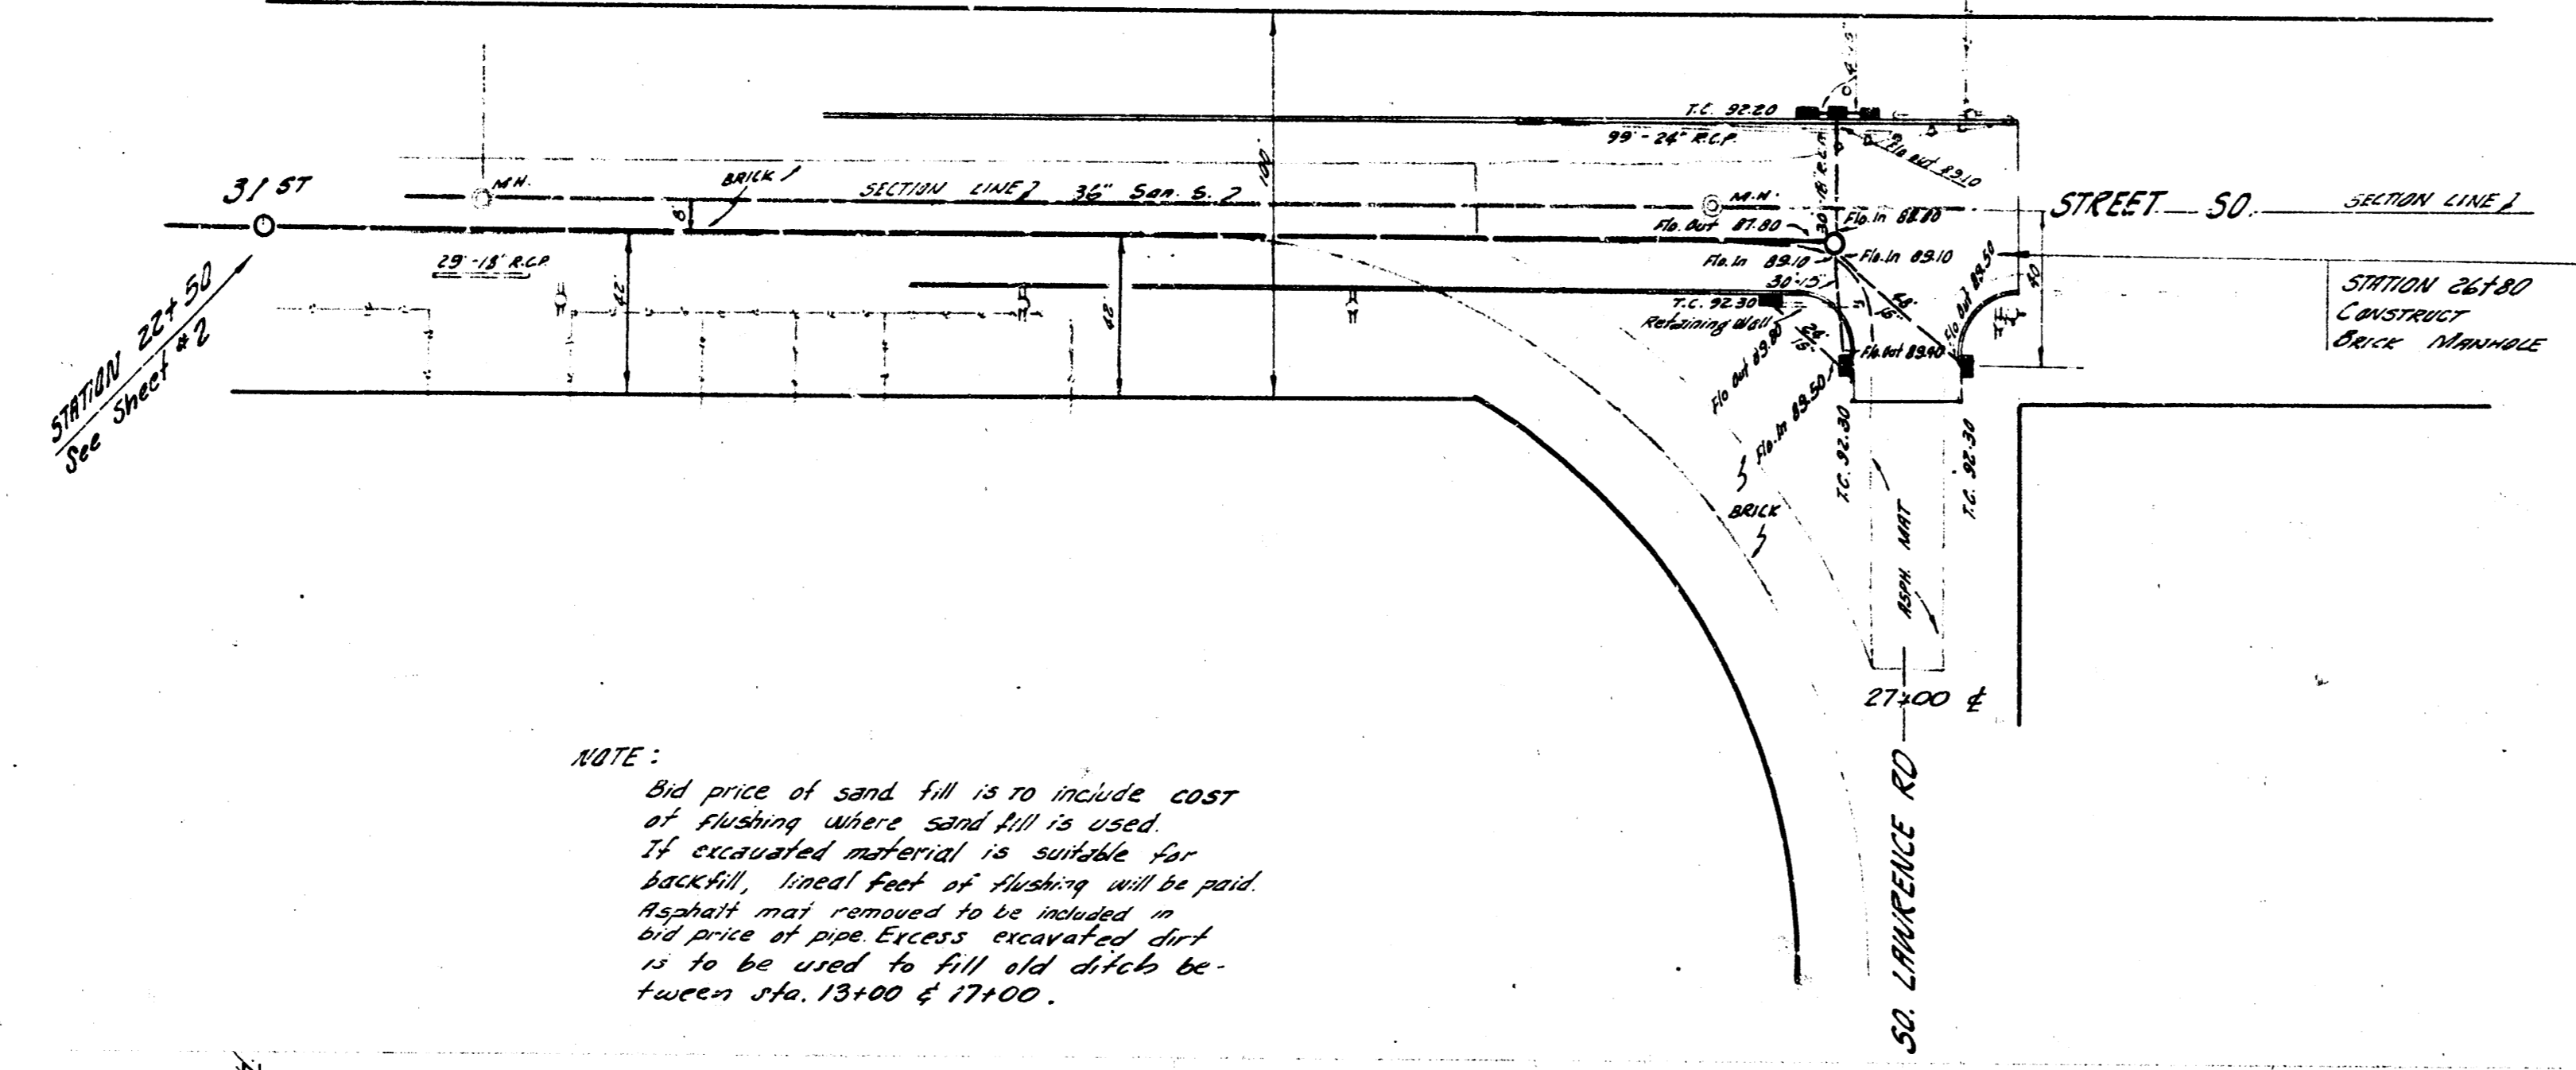 T.C. 92.20
99'-24" R.C.P.
Flo out 89.10
31 ST
M.H.
BRICK
SECTION LINE
36" San. S.
100'
M.H.
STREET SO.
SECTION LINE
Flo. Out 87.80
Flo. In 88.80
Flo. In 89.10
Flo. In 89.10
6'
29'-18" R.C.P.
42'
42'
30'-15"
T.C. 92.30
Retaining Wall
Flo Out 89.50
40'
STATION 26+80
CONSTRUCT
BRICK MANHOLE
STATION 22+50
See Sheet #2
Flo Out 89.80
Flo. Out 89.40
Flo. In 89.50
T.C. 92.30
T.C. 92.30
BRICK
ASPH. MAT
27+00 ℄
SO. LAWRENCE RD
NOTE:
Bid price of sand fill is to include COST
of flushing where sand fill is used.
If excavated material is suitable for
backfill, lineal feet of flushing will be paid.
Asphalt mat removed to be included in
bid price of pipe. Excess excavated dirt
is to be used to fill old ditch be-
tween sta. 13+00 & 17+00.